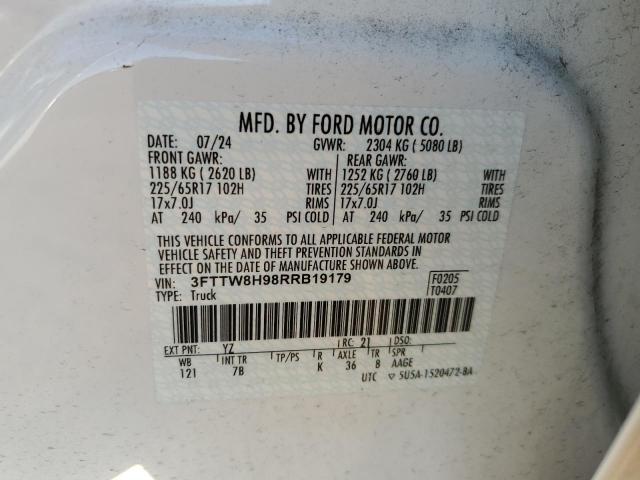 MFD. BY FORD MOTOR CO.
DATE: 07/24 GVWR: 2304 KG ( 5080 LB)
FRONT GAWR: REAR GAWR:
1188 KG ( 2620 LB) WITH 1252 KG ( 2760 LB) WITH
225/65R17 102H TIRES 225/65R17 102H TIRES
17x7.0J RIMS 17x7.0J RIMS
AT 240 kPa/ 35 PSI COLD AT 240 kPa/ 35 PSI COLD
THIS VEHICLE CONFORMS TO ALL APPLICABLE FEDERAL MOTOR
VEHICLE SAFETY AND THEFT PREVENTION STANDARDS IN
EFFECT ON THE DATE OF MANUFACTURE SHOWN ABOVE.
VIN: 3FTTW8H98RRB19179 F0205
TYPE: Truck T0407
EXT PNT: YZ RC: 21 DSO:
WB INT TR TP/PS R AXLE TR SPR
121 7B K 36 8 AAGE
UTC 5U5A-1520472-BA